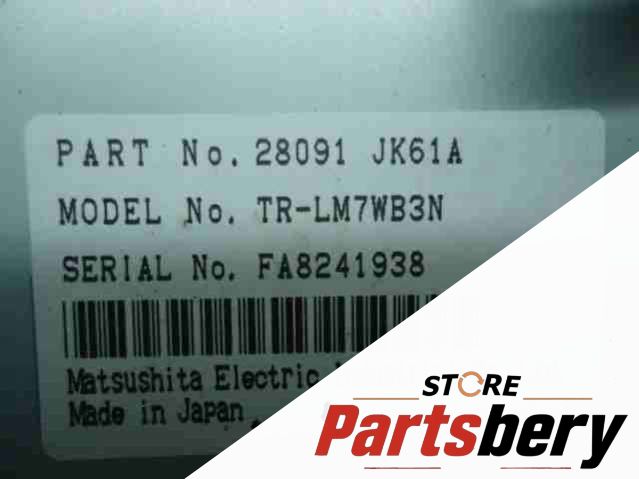 PART No. 28091 JK61A
MODEL No. TR-LM7WB3N
SERIAL No. FA8241938
Matsushita Electric
Made in Japan
STORE
Partsbery